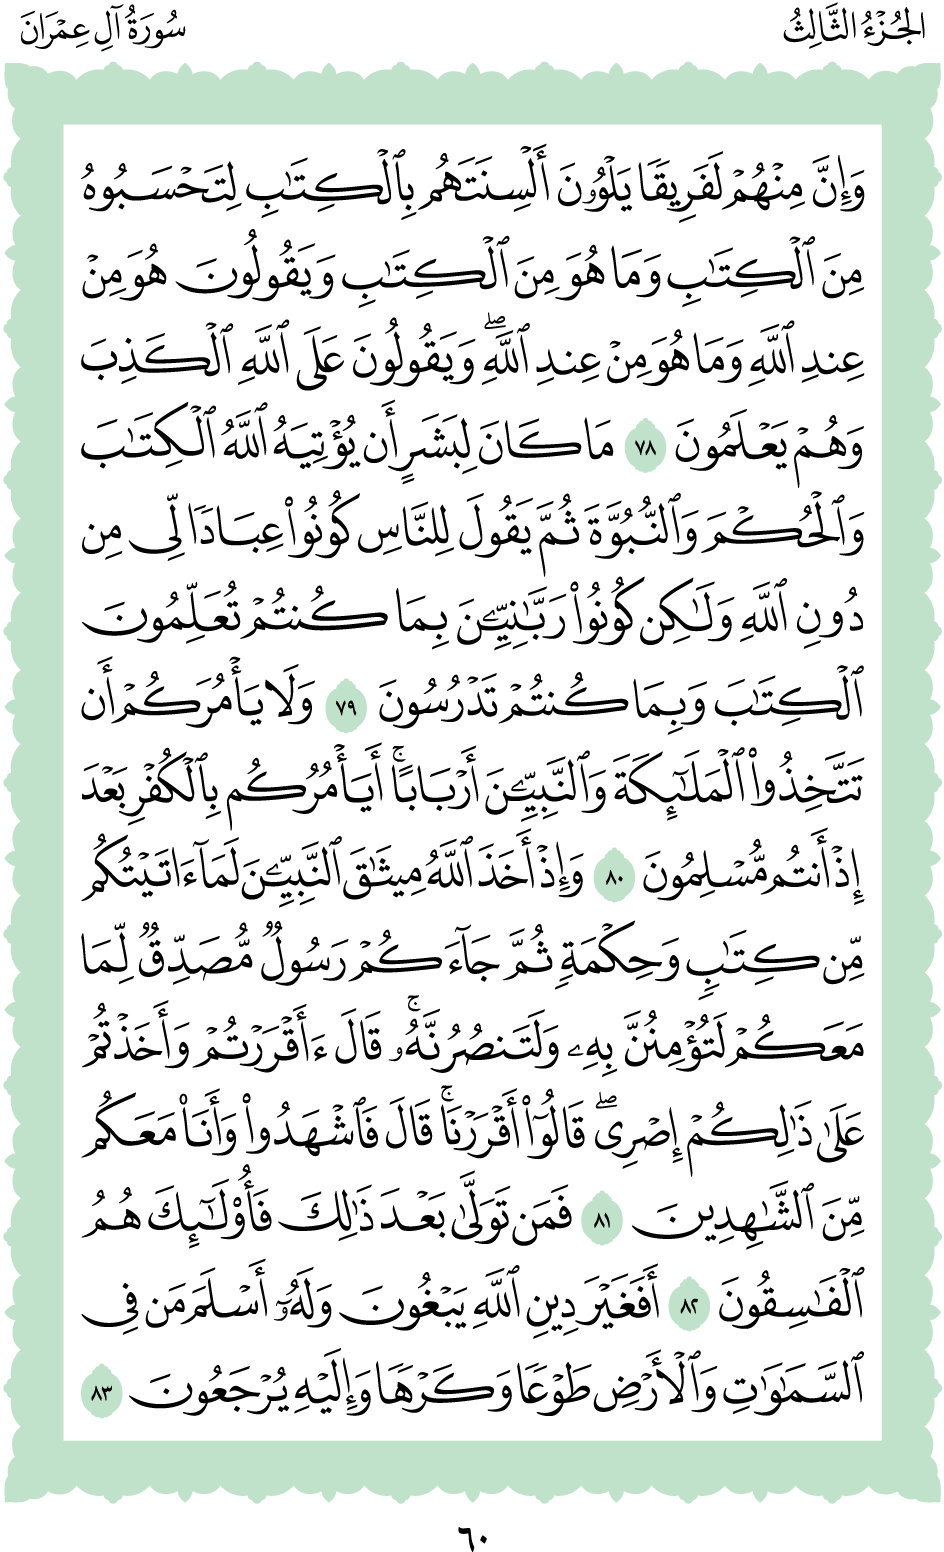 الجُزْءُ الثَّالِثُ
سُورَةُ آلِ عِمْرَانَ
وَإِنَّ مِنْهُمْ لَفَرِيقًا يَلْوُۥنَ أَلْسِنَتَهُم بِٱلْكِتَٰبِ لِتَحْسَبُوهُ
مِنَ ٱلْكِتَٰبِ وَمَا هُوَ مِنَ ٱلْكِتَٰبِ وَيَقُولُونَ هُوَ مِنْ
عِندِ ٱللَّهِ وَمَا هُوَ مِنْ عِندِ ٱللَّهِۖ وَيَقُولُونَ عَلَى ٱللَّهِ ٱلْكَذِبَ
وَهُمْ يَعْلَمُونَ ٧٨ مَا كَانَ لِبَشَرٍ أَن يُؤْتِيَهُ ٱللَّهُ ٱلْكِتَٰبَ
وَٱلْحُكْمَ وَٱلنُّبُوَّةَ ثُمَّ يَقُولَ لِلنَّاسِ كُونُوا۟ عِبَادًا لِّى مِن
دُونِ ٱللَّهِ وَلَٰكِن كُونُوا۟ رَبَّٰنِيِّۦنَ بِمَا كُنتُمْ تُعَلِّمُونَ
ٱلْكِتَٰبَ وَبِمَا كُنتُمْ تَدْرُسُونَ ٧٩ وَلَا يَأْمُرَكُمْ أَن
تَتَّخِذُوا۟ ٱلْمَلَٰٓئِكَةَ وَٱلنَّبِيِّۦنَ أَرْبَابًاۚ أَيَأْمُرُكُم بِٱلْكُفْرِ بَعْدَ
إِذْ أَنتُم مُّسْلِمُونَ ٨٠ وَإِذْ أَخَذَ ٱللَّهُ مِيثَٰقَ ٱلنَّبِيِّۦنَ لَمَآ ءَاتَيْتُكُم
مِّن كِتَٰبٍ وَحِكْمَةٍ ثُمَّ جَآءَكُمْ رَسُولٌ مُّصَدِّقٌ لِّمَا
مَعَكُمْ لَتُؤْمِنُنَّ بِهِۦ وَلَتَنصُرُنَّهُۥۚ قَالَ ءَأَقْرَرْتُمْ وَأَخَذْتُمْ
عَلَىٰ ذَٰلِكُمْ إِصْرِىۖ قَالُوٓا۟ أَقْرَرْنَاۚ قَالَ فَٱشْهَدُوا۟ وَأَنَا۠ مَعَكُم
مِّنَ ٱلشَّٰهِدِينَ ٨١ فَمَن تَوَلَّىٰ بَعْدَ ذَٰلِكَ فَأُو۟لَٰٓئِكَ هُمُ
ٱلْفَٰسِقُونَ ٨٢ أَفَغَيْرَ دِينِ ٱللَّهِ يَبْغُونَ وَلَهُۥٓ أَسْلَمَ مَن فِى
ٱلسَّمَٰوَٰتِ وَٱلْأَرْضِ طَوْعًا وَكَرْهًا وَإِلَيْهِ يُرْجَعُونَ ٨٣
٦٠